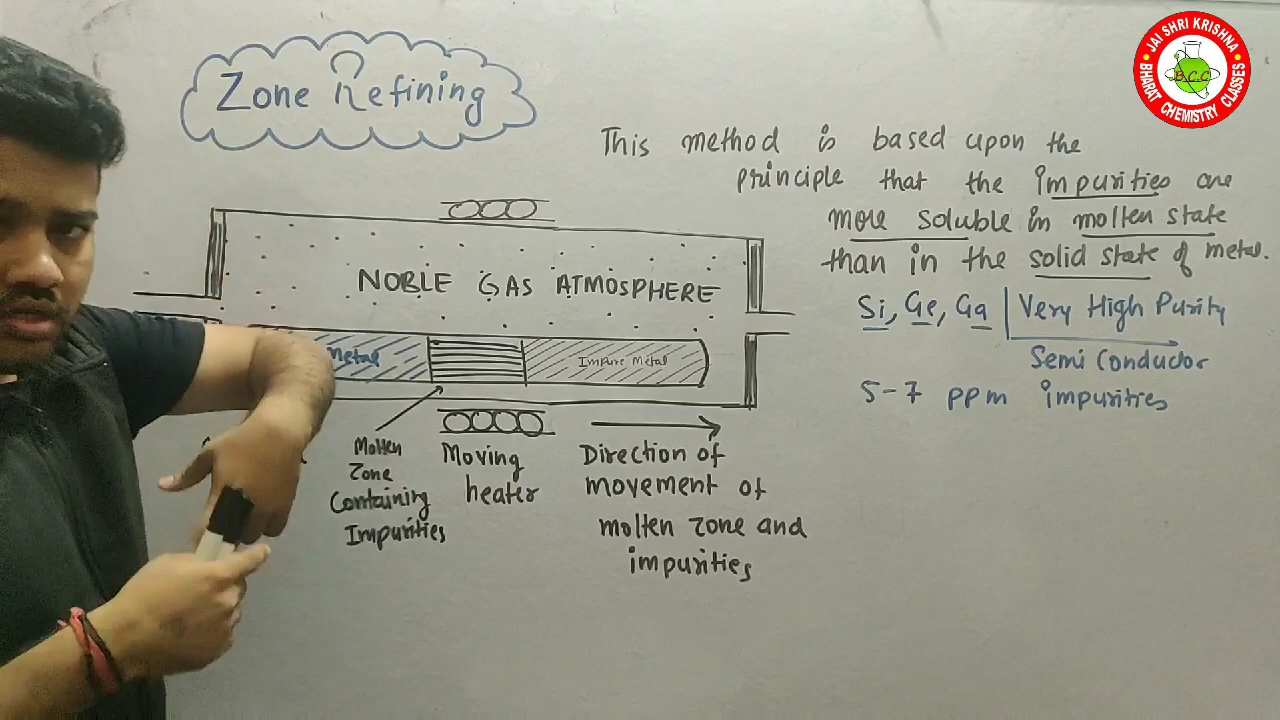 Zone Refining
JAI SHRI KRISHNA
B.C.C
BHARAT CHEMISTRY CLASSES
This method is based upon the
principle that the impurities are
more soluble in molten state
than in the solid state of metal.
Si, Ge, Ga | Very High Purity
Semi Conductor
5-7 ppm impurities
NOBLE GAS ATMOSPHERE
Metal
Impure Metal
Molten
Zone
Containing
Impurities
Moving
heater
Direction of
movement of
molten zone and
impurities